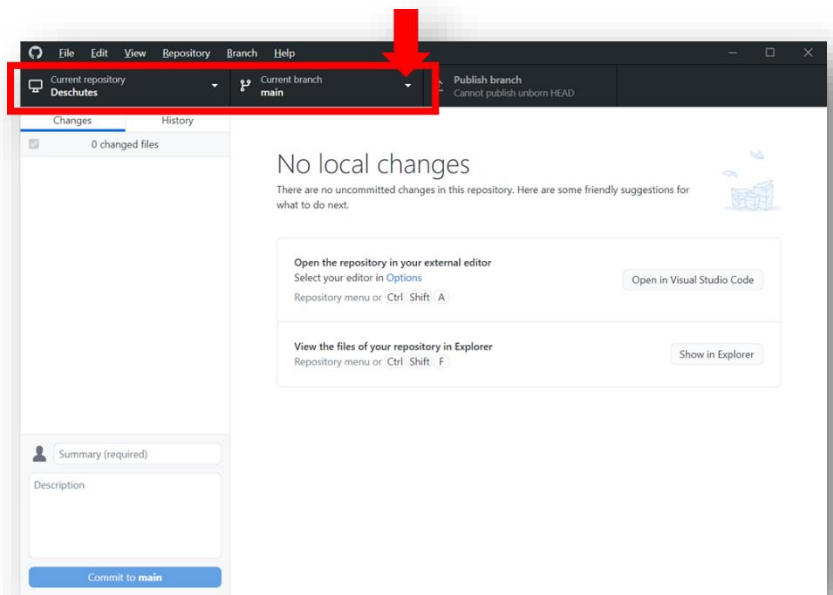 File Edit View Repository Branch Help
Current repository
Deschutes
Current branch
main
Publish branch
Cannot publish unborn HEAD
Changes History
0 changed files
No local changes
There are no uncommitted changes in this repository. Here are some friendly suggestions for
what to do next.
Open the repository in your external editor
Select your editor in Options
Repository menu or Ctrl Shift A
Open in Visual Studio Code
View the files of your repository in Explorer
Repository menu or Ctrl Shift F
Show in Explorer
Summary (required)
Description
Commit to main